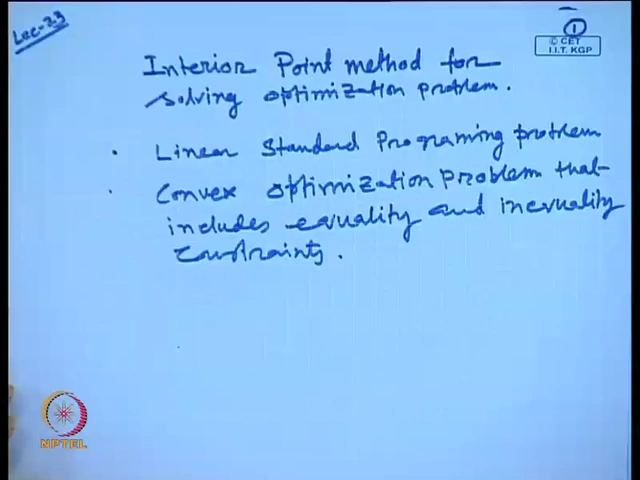 Lec-23
1
© CET
I.I.T. KGP
Interior Point method for
solving optimization problem.
. Linear Standard Programing problem
. Convex optimization Problem that
includes equality and inequality
constraints.
NPTEL